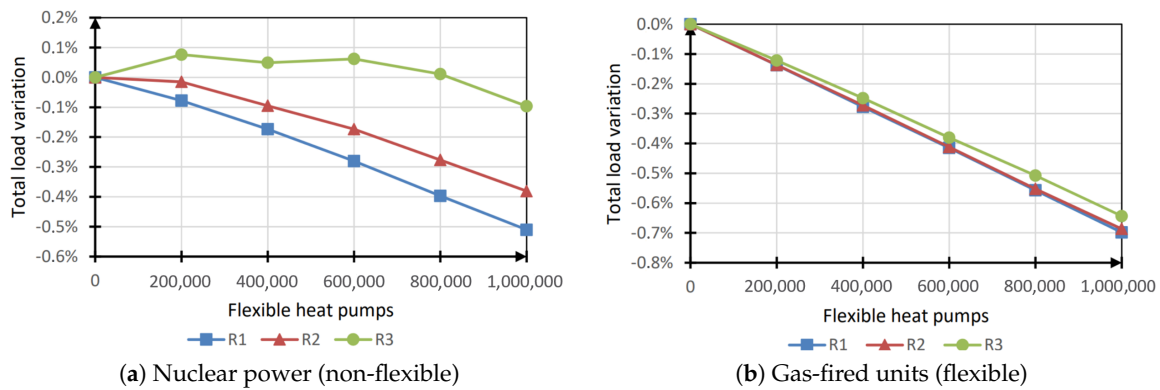 0.2%
0.1%
0.0%
-0.1%
-0.2%
-0.3%
-0.4%
-0.5%
-0.6%
Total load variation
0 200,000 400,000 600,000 800,000 1,000,000
Flexible heat pumps
R1 R2 R3
(a) Nuclear power (non-flexible)
0.0%
-0.1%
-0.2%
-0.3%
-0.4%
-0.5%
-0.6%
-0.7%
-0.8%
Total load variation
0 200,000 400,000 600,000 800,000 1,000,000
Flexible heat pumps
R1 R2 R3
(b) Gas-fired units (flexible)